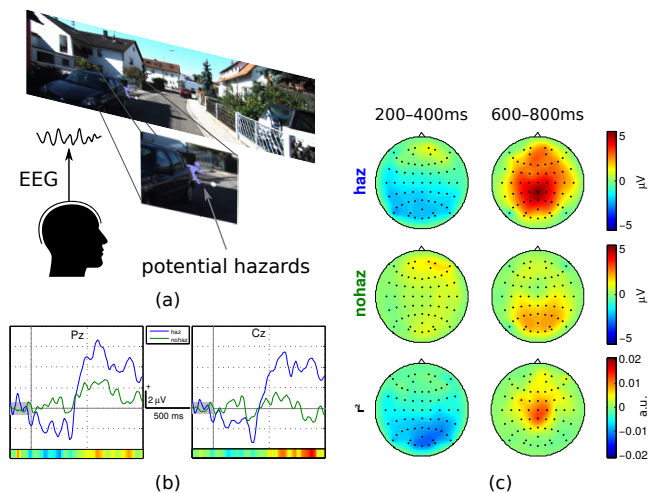 EEG
potential hazards
(a)
Pz
haz
nohaz
+
2 μV
500 ms
Cz
(b)
200–400ms
600–800ms
haz
5
0
-5
μV
nohaz
5
0
-5
μV
r²
0.02
0.01
0
-0.01
-0.02
a.u.
(c)